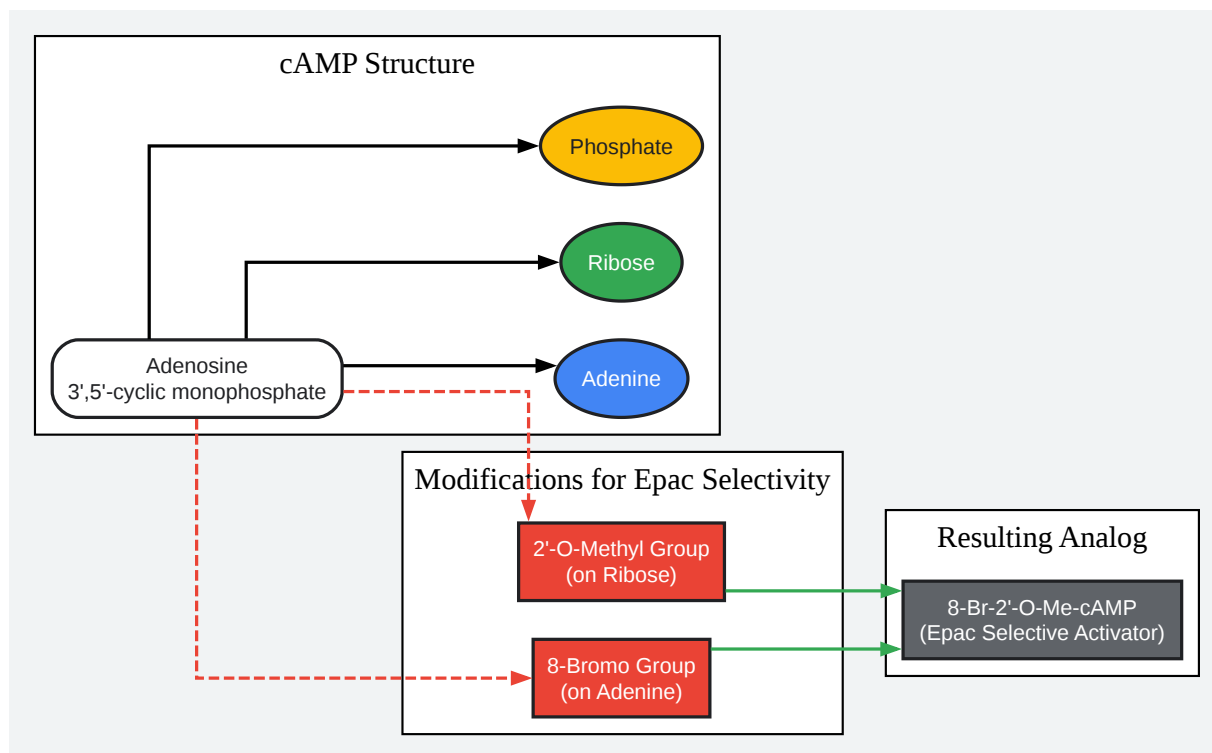 cAMP Structure
Phosphate
Ribose
Adenosine
3',5'-cyclic monophosphate
Adenine
Modifications for Epac Selectivity
2'-O-Methyl Group
(on Ribose)
8-Bromo Group
(on Adenine)
Resulting Analog
8-Br-2'-O-Me-cAMP
(Epac Selective Activator)